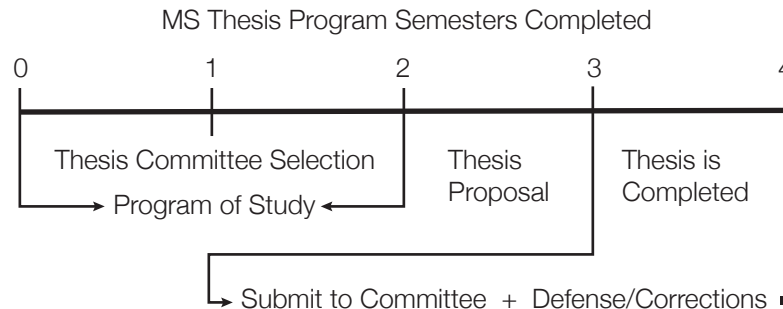 MS Thesis Program Semesters Completed
0 1 2 3 4
Thesis Committee Selection
Program of Study
Thesis
Proposal
Thesis is
Completed
Submit to Committee + Defense/Corrections